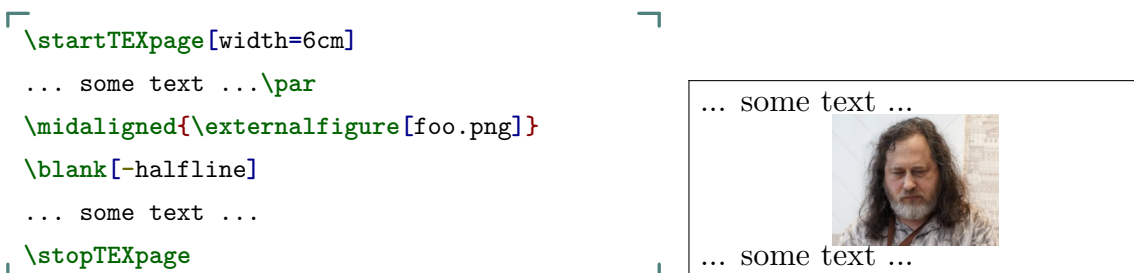 \startTEXpage[width=6cm]
... some text ...\par
\midaligned{\externalfigure[foo.png]}
\blank[-halfline]
... some text ...
\stopTEXpage
... some text ...
... some text ...